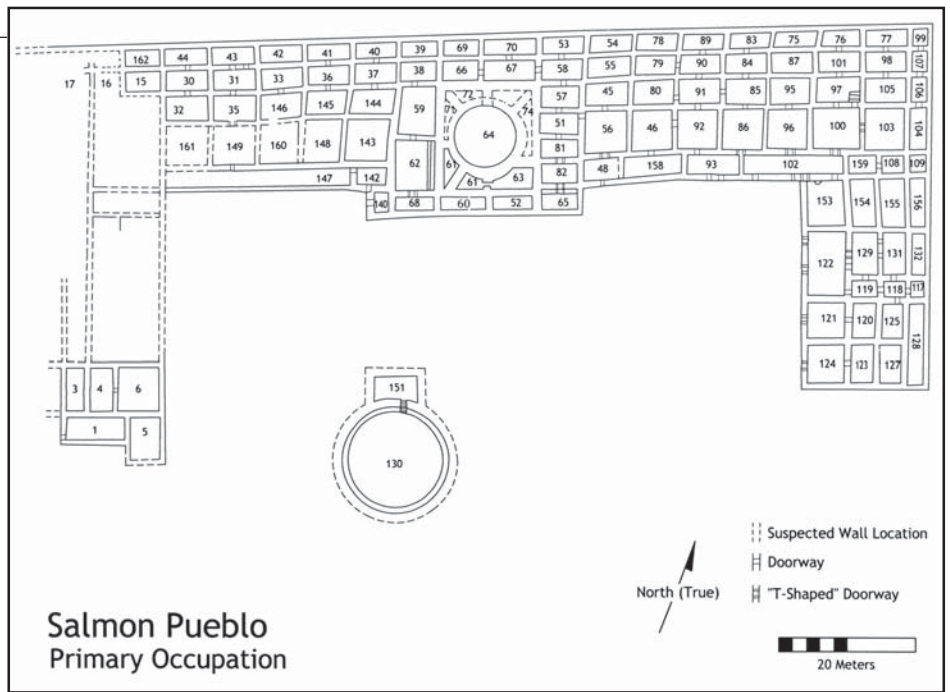 162 44 43 42 41 40 39 69 70 53 54 78 89 83 75 76 77 99
17 16 15 30 31 33 36 37 38 66 67 58 55 79 90 84 87 101 98 107
32 35 146 145 144 59 71 72 74 57 45 80 91 85 95 97 105 106
161 149 160 148 143 64 51 56 46 92 86 96 100 103 104
62 61 81
147 142 61 63 82 48 158 93 102 159 108 109
140 68 60 52 65 153 154 155 156
122 129 131 132
119 118 117
121 120 125 128
3 4 6 151 124 123 127
1 5
130
Suspected Wall Location
Doorway
North (True)
"T-Shaped" Doorway
Salmon Pueblo
Primary Occupation
20 Meters